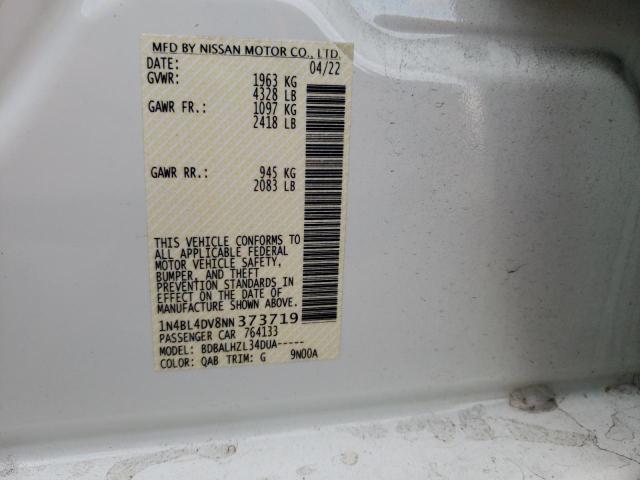 MFD BY NISSAN MOTOR CO., LTD.
DATE: 04/22
GVWR: 1963 KG
4328 LB
GAWR FR.: 1097 KG
2418 LB
GAWR RR.: 945 KG
2083 LB
THIS VEHICLE CONFORMS TO
ALL APPLICABLE FEDERAL
MOTOR VEHICLE SAFETY,
BUMPER, AND THEFT
PREVENTION STANDARDS IN
EFFECT ON THE DATE OF
MANUFACTURE SHOWN ABOVE.
1N4BL4DV8NN373719
PASSENGER CAR 764133
MODEL: BDBALHZL34DUA-----
COLOR: QAB TRIM: G 9N00A